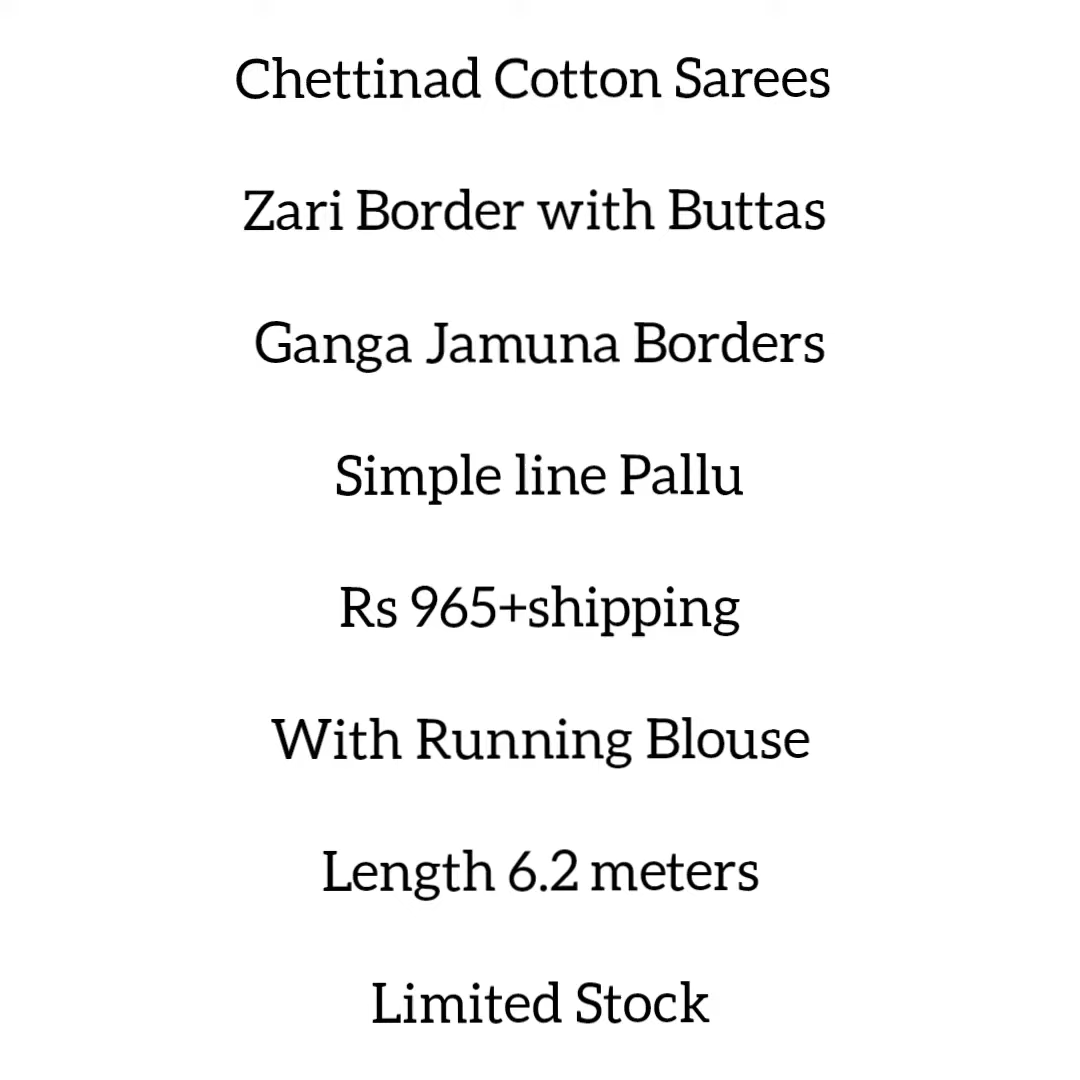 Chettinad Cotton Sarees
Zari Border with Buttas
Ganga Jamuna Borders
Simple line Pallu
Rs 965+shipping
With Running Blouse
Length 6.2 meters
Limited Stock